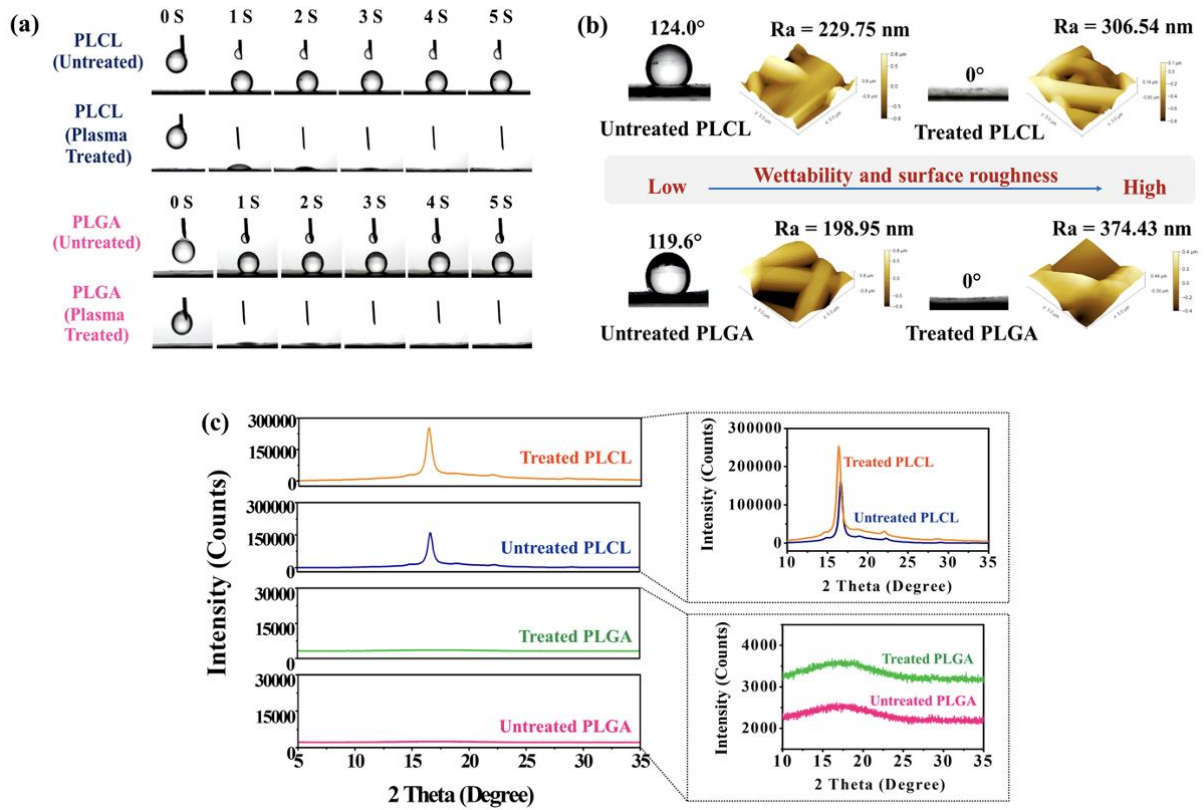 (a)
0 S 1 S 2 S 3 S 4 S 5 S
PLCL
(Untreated)
PLCL
(Plasma
Treated)
0 S 1 S 2 S 3 S 4 S 5 S
PLGA
(Untreated)
PLGA
(Plasma
Treated)
(b)
124.0°
Ra = 229.75 nm
0°
Ra = 306.54 nm
Untreated PLCL
Treated PLCL
Wettability and surface roughness
Low
High
119.6°
Ra = 198.95 nm
0°
Ra = 374.43 nm
Untreated PLGA
Treated PLGA
(c)
Intensity (Counts)
300000
150000
0
Treated PLCL
300000
150000
0
Untreated PLCL
30000
15000
0
Treated PLGA
30000
15000
0
Untreated PLGA
5 10 15 20 25 30 35
2 Theta (Degree)
Intensity (Counts)
300000
200000
100000
0
Treated PLCL
Untreated PLCL
10 15 20 25 30 35
2 Theta (Degree)
Intensity (Counts)
4000
3000
2000
Treated PLGA
Untreated PLGA
10 15 20 25 30 35
2 Theta (Degree)